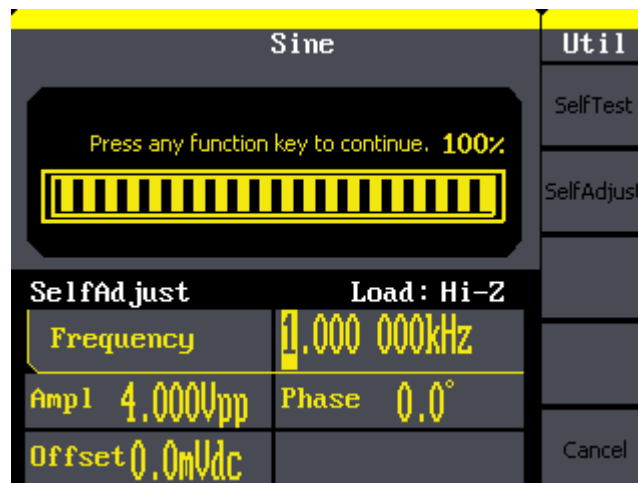 Sine
Util
SelfTest
Press any function key to continue. 100%
SelfAdjust
SelfAdjust Load: Hi-Z
Frequency 1.000 000kHz
Ampl 4.000Vpp Phase 0.0°
Offset 0.0mVdc
Cancel